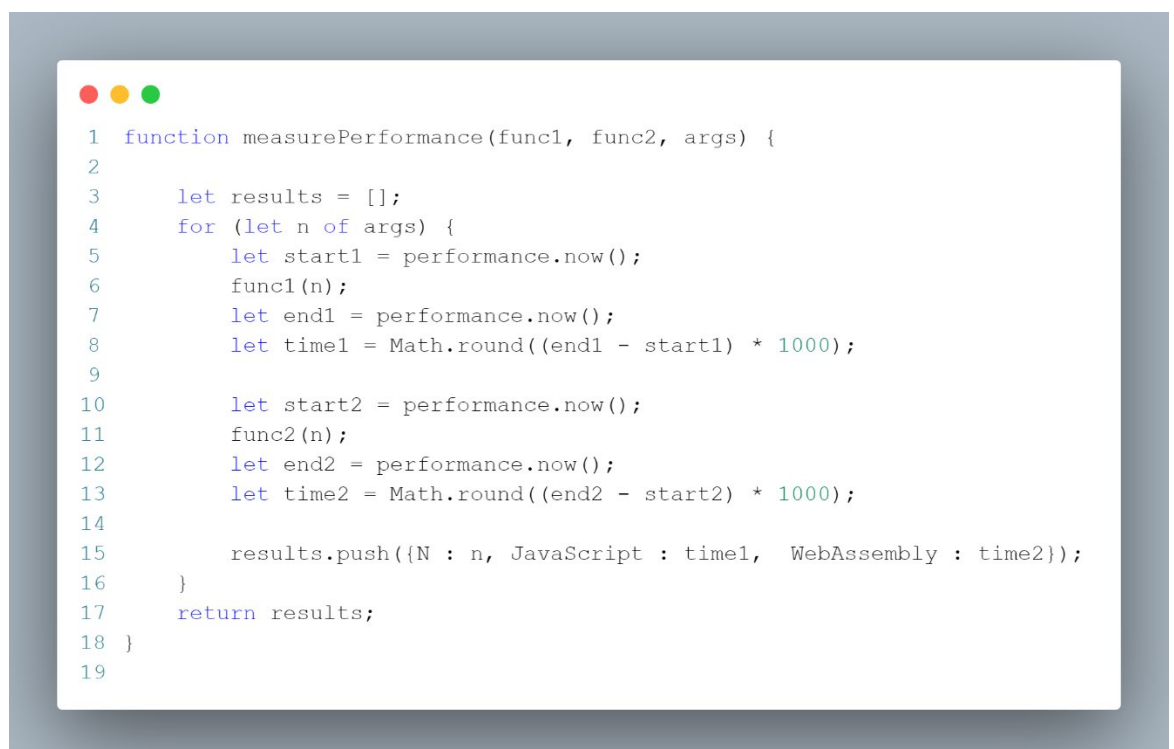 1 function measurePerformance(func1, func2, args) {
2
3     let results = [];
4     for (let n of args) {
5         let start1 = performance.now();
6         func1(n);
7         let end1 = performance.now();
8         let time1 = Math.round((end1 - start1) * 1000);
9
10         let start2 = performance.now();
11         func2(n);
12         let end2 = performance.now();
13         let time2 = Math.round((end2 - start2) * 1000);
14
15         results.push({N : n, JavaScript : time1,  WebAssembly : time2});
16     }
17     return results;
18 }
19